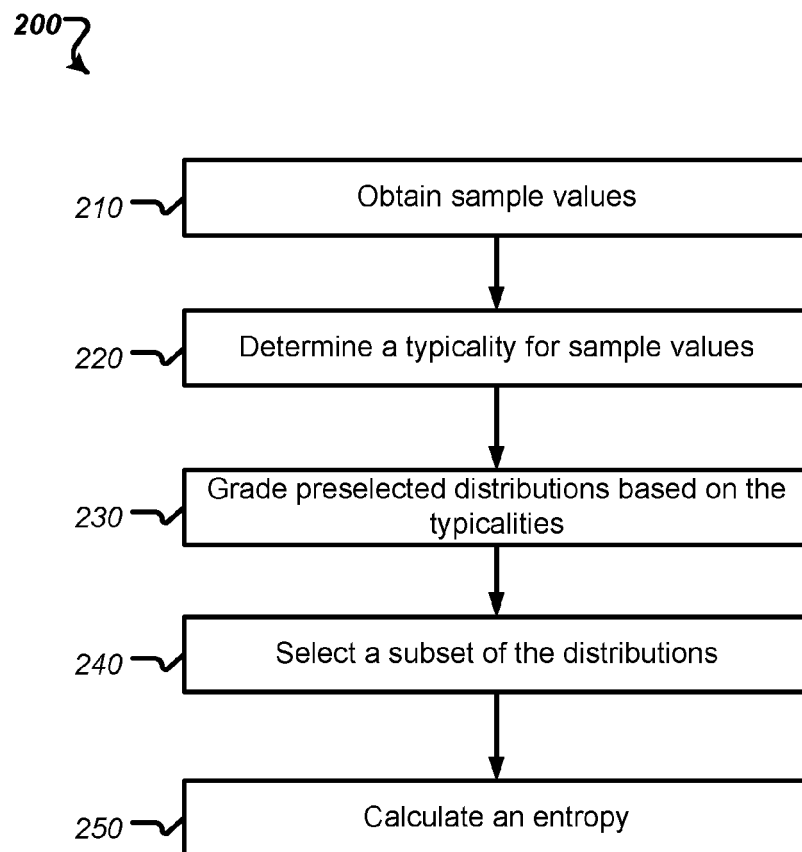 200
210
Obtain sample values
220
Determine a typicality for sample values
230
Grade preselected distributions based on the
typicalities
240
Select a subset of the distributions
250
Calculate an entropy